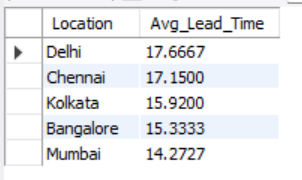 Location Avg_Lead_Time
Delhi 17.6667
Chennai 17.1500
Kolkata 15.9200
Bangalore 15.3333
Mumbai 14.2727